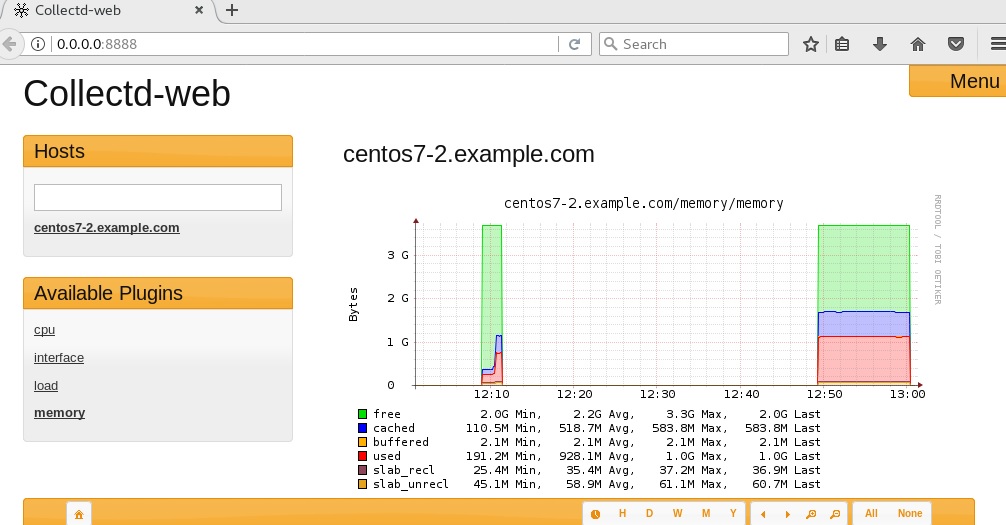 Collectd-web
0.0.0.0:8888
Search
Collectd-web
Menu
Hosts
centos7-2.example.com
Available Plugins
cpu
interface
load
memory
centos7-2.example.com
centos7-2.example.com/memory/memory
RRDTOOL / TOBI OETIKER
Bytes
3 G
2 G
1 G
0
12:10 12:20 12:30 12:40 12:50 13:00
free 2.0G Min, 2.2G Avg, 3.3G Max, 2.0G Last
cached 110.5M Min, 518.7M Avg, 583.8M Max, 583.8M Last
buffered 2.1M Min, 2.1M Avg, 2.1M Max, 2.1M Last
used 191.2M Min, 928.1M Avg, 1.0G Max, 1.0G Last
slab_recl 25.4M Min, 35.4M Avg, 37.2M Max, 36.9M Last
slab_unrecl 45.1M Min, 58.9M Avg, 61.1M Max, 60.7M Last
H D W M Y All None